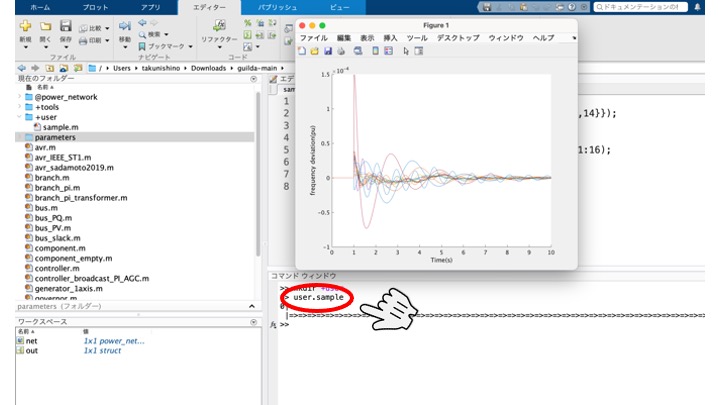 ホーム プロット アプリ エディター パブリッシュ ビュー
ドキュメンテーションの検
新規 開く 保存 比較 印刷 移動 検索 ブックマーク リファクター
ファイル コード
/ Users takunishino Downloads guilda-main
現在のフォルダー
名前
@power_network
+tools
+user
sample.m
parameters
avr.m
avr_IEEE_ST1.m
avr_sadamoto2019.m
branch.m
branch_pi.m
branch_pi_transformer.m
bus.m
bus_PQ.m
bus_PV.m
bus_slack.m
component.m
component_empty.m
controller.m
controller_broadcast_PI_AGC.m
generator_1axis.m
governor.m
parameters (フォルダー)
ワークスペース
名前 値
net 1x1 power_net...
out 1x1 struct
エデ
sam
1
2
3
4
5
6
7
8
,14}});
1:16);
Figure 1
ファイル 編集 表示 挿入 ツール デスクトップ ウィンドウ ヘルプ
×10⁻⁴
1.5
1
0.5
0
-0.5
-1
frequency deviation(pu)
0 1 2 3 4 5 6 7 8 9 10
Time(s)
コマンド ウィンドウ
> user.sample
fx >>